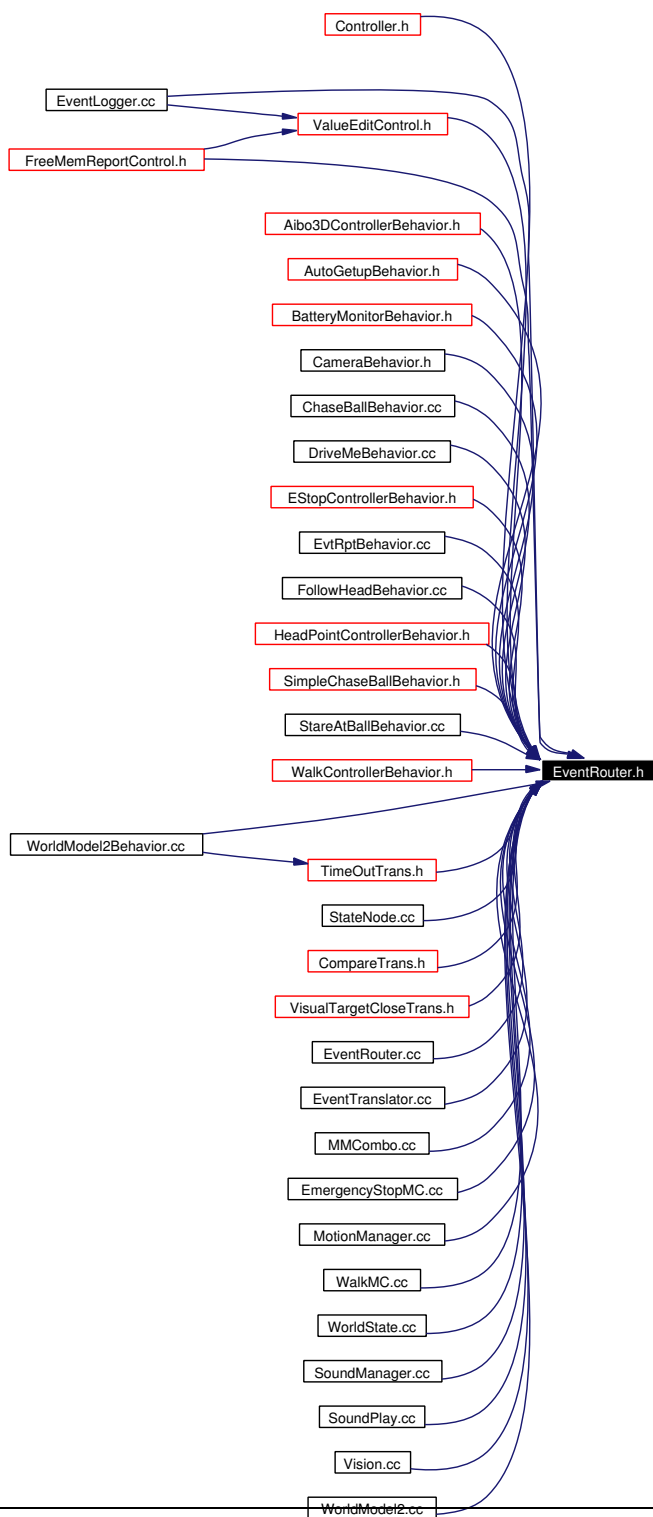 Controller.h
EventLogger.cc
ValueEditControl.h
FreeMemReportControl.h
Aibo3DControllerBehavior.h
AutoGetupBehavior.h
BatteryMonitorBehavior.h
CameraBehavior.h
ChaseBallBehavior.cc
DriveMeBehavior.cc
EStopControllerBehavior.h
EvtRptBehavior.cc
FollowHeadBehavior.cc
HeadPointControllerBehavior.h
SimpleChaseBallBehavior.h
StareAtBallBehavior.cc
WalkControllerBehavior.h
EventRouter.h
WorldModel2Behavior.cc
TimeOutTrans.h
StateNode.cc
CompareTrans.h
VisualTargetCloseTrans.h
EventRouter.cc
EventTranslator.cc
MMCombo.cc
EmergencyStopMC.cc
MotionManager.cc
WalkMC.cc
WorldState.cc
SoundManager.cc
SoundPlay.cc
Vision.cc
WorldModel2.cc